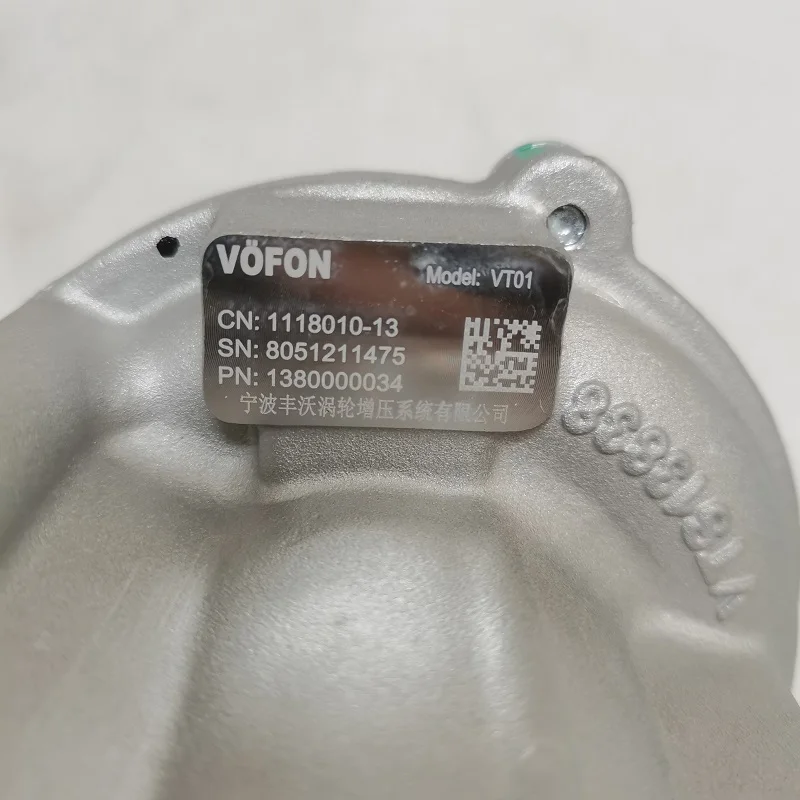 VÖFON
Model: VT01
CN: 1118010-13
SN: 8051211475
PN: 1380000034
宁波丰沃涡轮增压系统有限公司